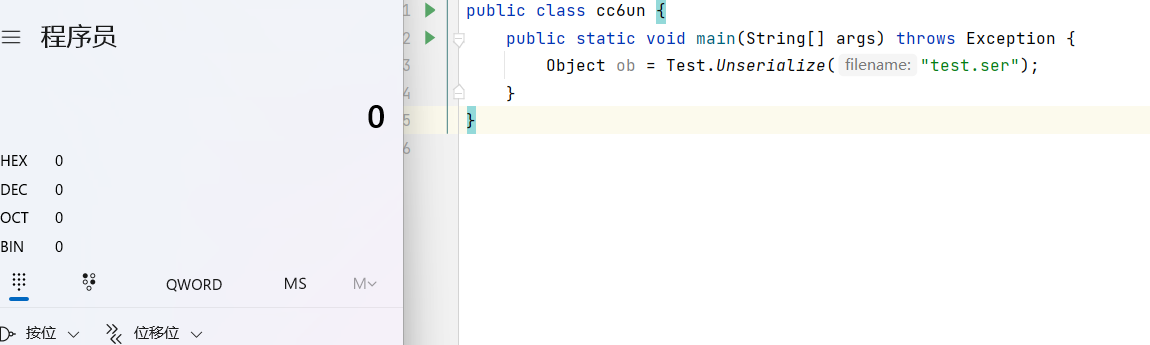 程序员
0
HEX 0
DEC 0
OCT 0
BIN 0
QWORD MS M
按位 位移位
1 public class cc6un {
2 public static void main(String[] args) throws Exception {
3 Object ob = Test.Unserialize( filename: "test.ser");
4 }
5 }
6